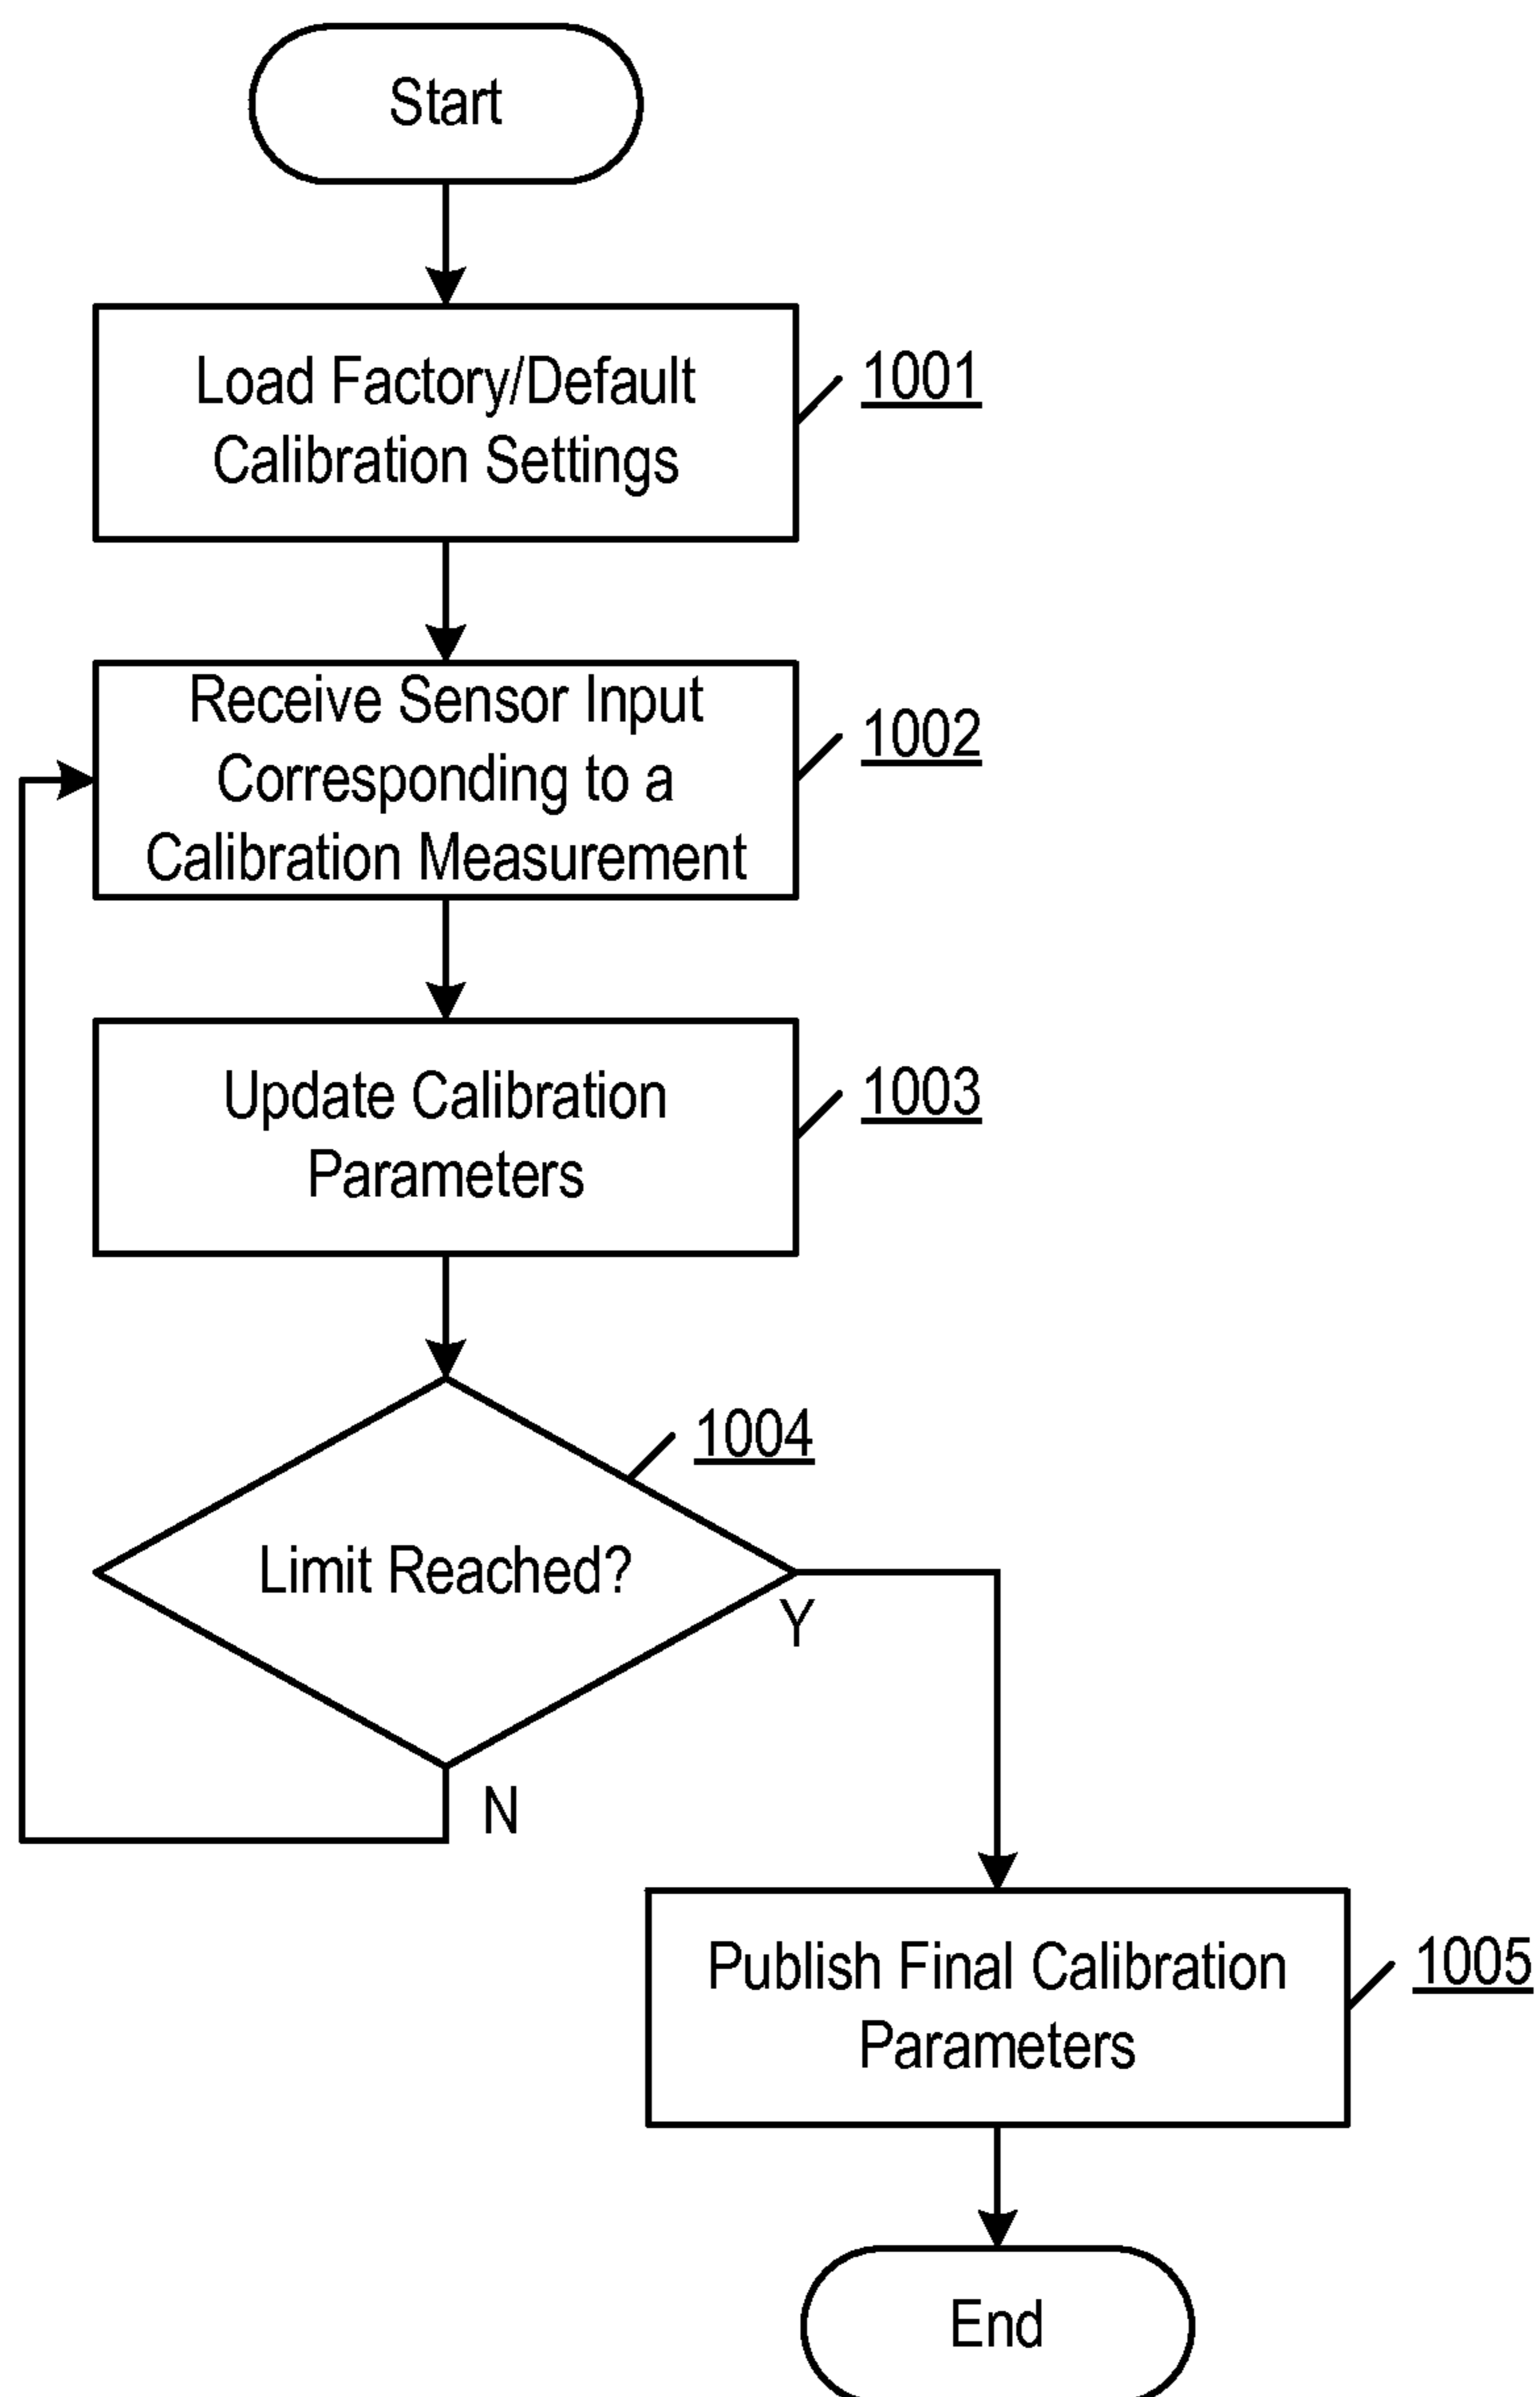 Start
Load Factory/Default
Calibration Settings
1001
Receive Sensor Input
Corresponding to a
Calibration Measurement
1002
Update Calibration
Parameters
1003
1004
Limit Reached?
Y
N
Publish Final Calibration
Parameters
1005
End